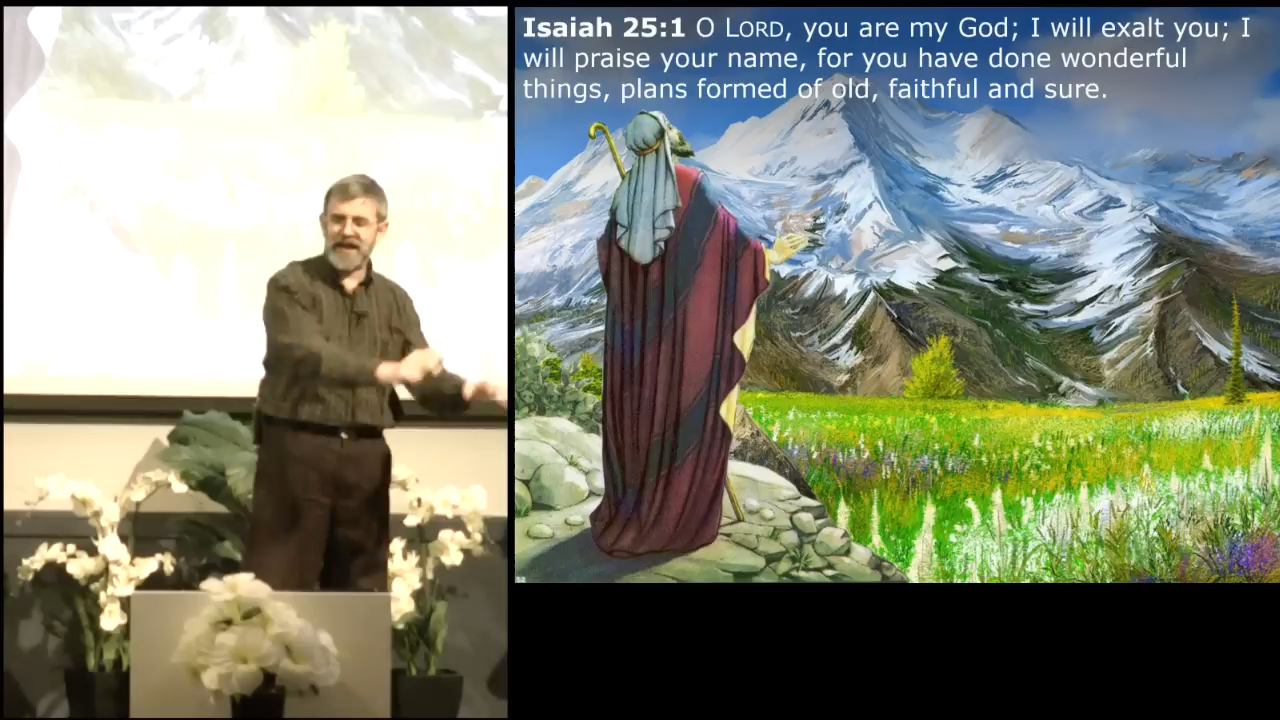 Isaiah 25:1 O LORD, you are my God; I will exalt you; I
will praise your name, for you have done wonderful
things, plans formed of old, faithful and sure.
52